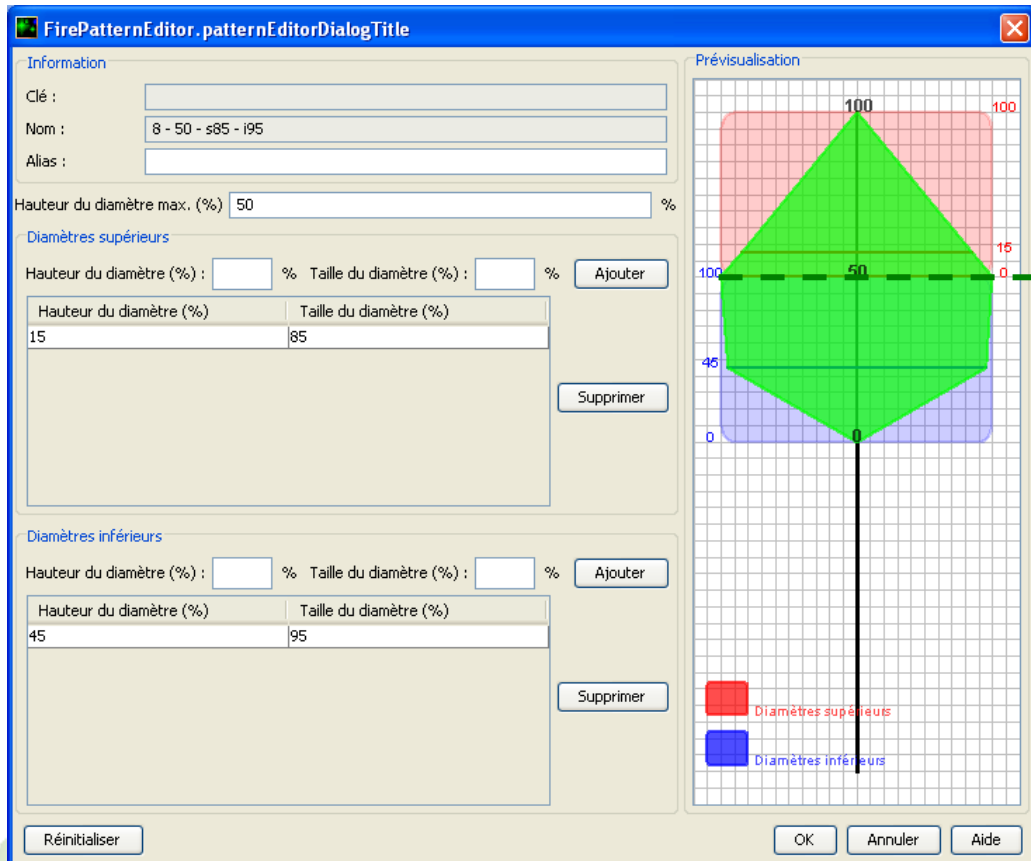 FirePatternEditor.patternEditorDialogTitle
Information
Clé :
Nom : 8 - 50 - s85 - i95
Alias :
Hauteur du diamètre max. (%) 50 %
Diamètres supérieurs
Hauteur du diamètre (%) : % Taille du diamètre (%) : % Ajouter
Hauteur du diamètre (%) Taille du diamètre (%)
15 85
Supprimer
Diamètres inférieurs
Hauteur du diamètre (%) : % Taille du diamètre (%) : % Ajouter
Hauteur du diamètre (%) Taille du diamètre (%)
45 95
Supprimer
Réinitialiser
Prévisualisation
100 100
15
100 50 0
45
0 0
Diamètres supérieurs
Diamètres inférieurs
OK Annuler Aide